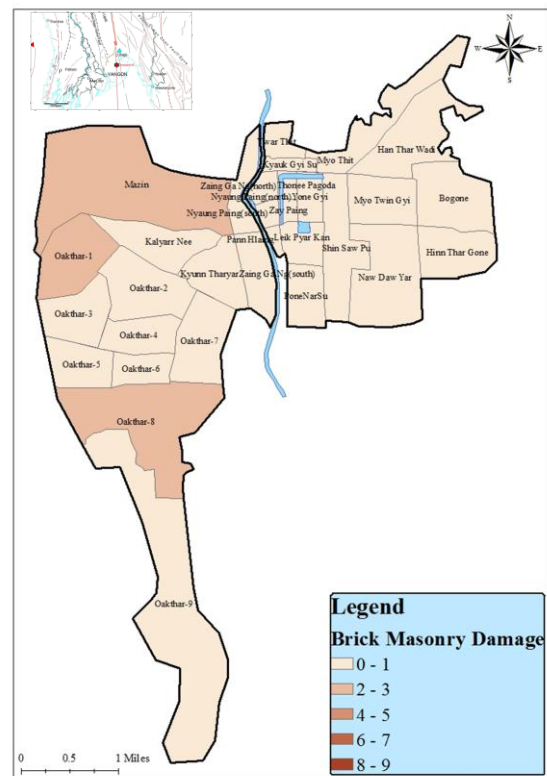 YANGON
N
W
E
S
Twar Thit
Kyauk Gyi Su
Myo Thit
Han Thar Wadi
Mazin
Zaing Ga Ng(north)
Thonee Pagoda
Nyaung Paing(north)
Yone Gyi
Myo Twin Gyi
Bogone
Nyaung Paing(south)
Zay Paing
Kalyarr Nee
Pann Hlaing
Leik Pyar Kan
Shin Saw Pu
Hinn Thar Gone
Oakthar-1
Kyunn Tharyar
Zaing Ga Ng(south)
Naw Daw Yar
Oakthar-2
PoneNarSu
Oakthar-3
Oakthar-4
Oakthar-7
Oakthar-5
Oakthar-6
Oakthar-8
Oakthar-9
Legend
Brick Masonry Damage
0 - 1
2 - 3
4 - 5
6 - 7
8 - 9
0 0.5 1 Miles